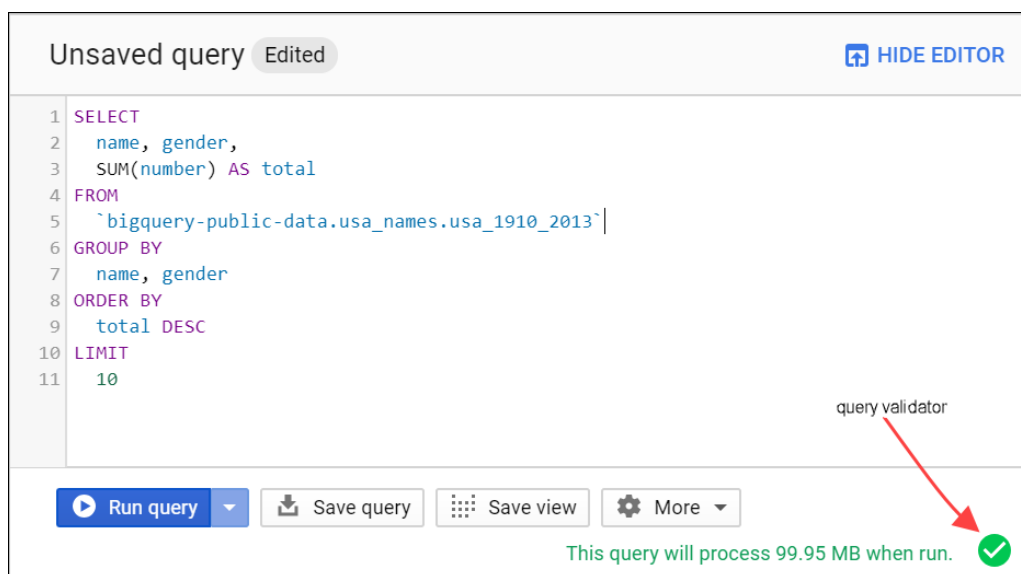 Unsaved query Edited HIDE EDITOR
1 SELECT
2 name, gender,
3 SUM(number) AS total
4 FROM
5 `bigquery-public-data.usa_names.usa_1910_2013`
6 GROUP BY
7 name, gender
8 ORDER BY
9 total DESC
10 LIMIT
11 10
query validator
Run query Save query Save view More
This query will process 99.95 MB when run.